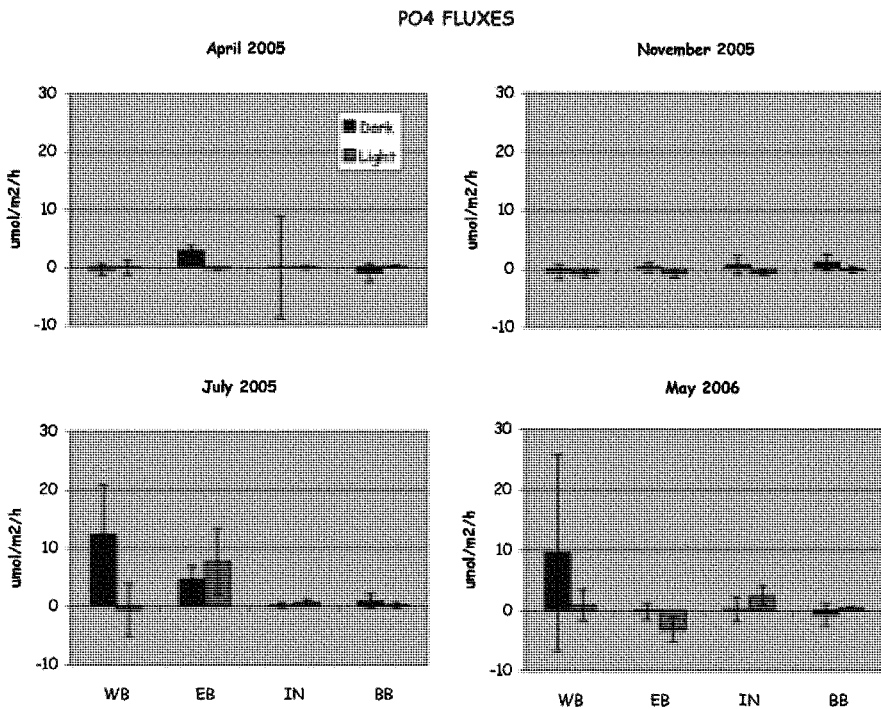 PO4 FLUXES
April 2005
30
20
10
0
-10
umol/m2/h
Dark
Light
November 2005
30
20
10
0
-10
umol/m2/h
July 2005
30
20
10
0
-10
umol/m2/h
WB EB IN BB
May 2006
30
20
10
0
-10
umol/m2/h
WB EB IN BB